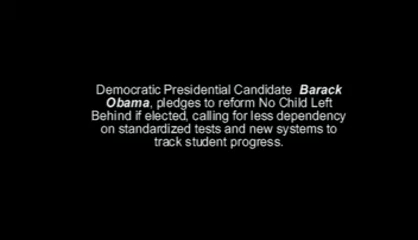 Democratic Presidential Candidate Barack
Obama, pledges to reform No Child Left
Behind if elected, calling for less dependency
on standardized tests and new systems to
track student progress.